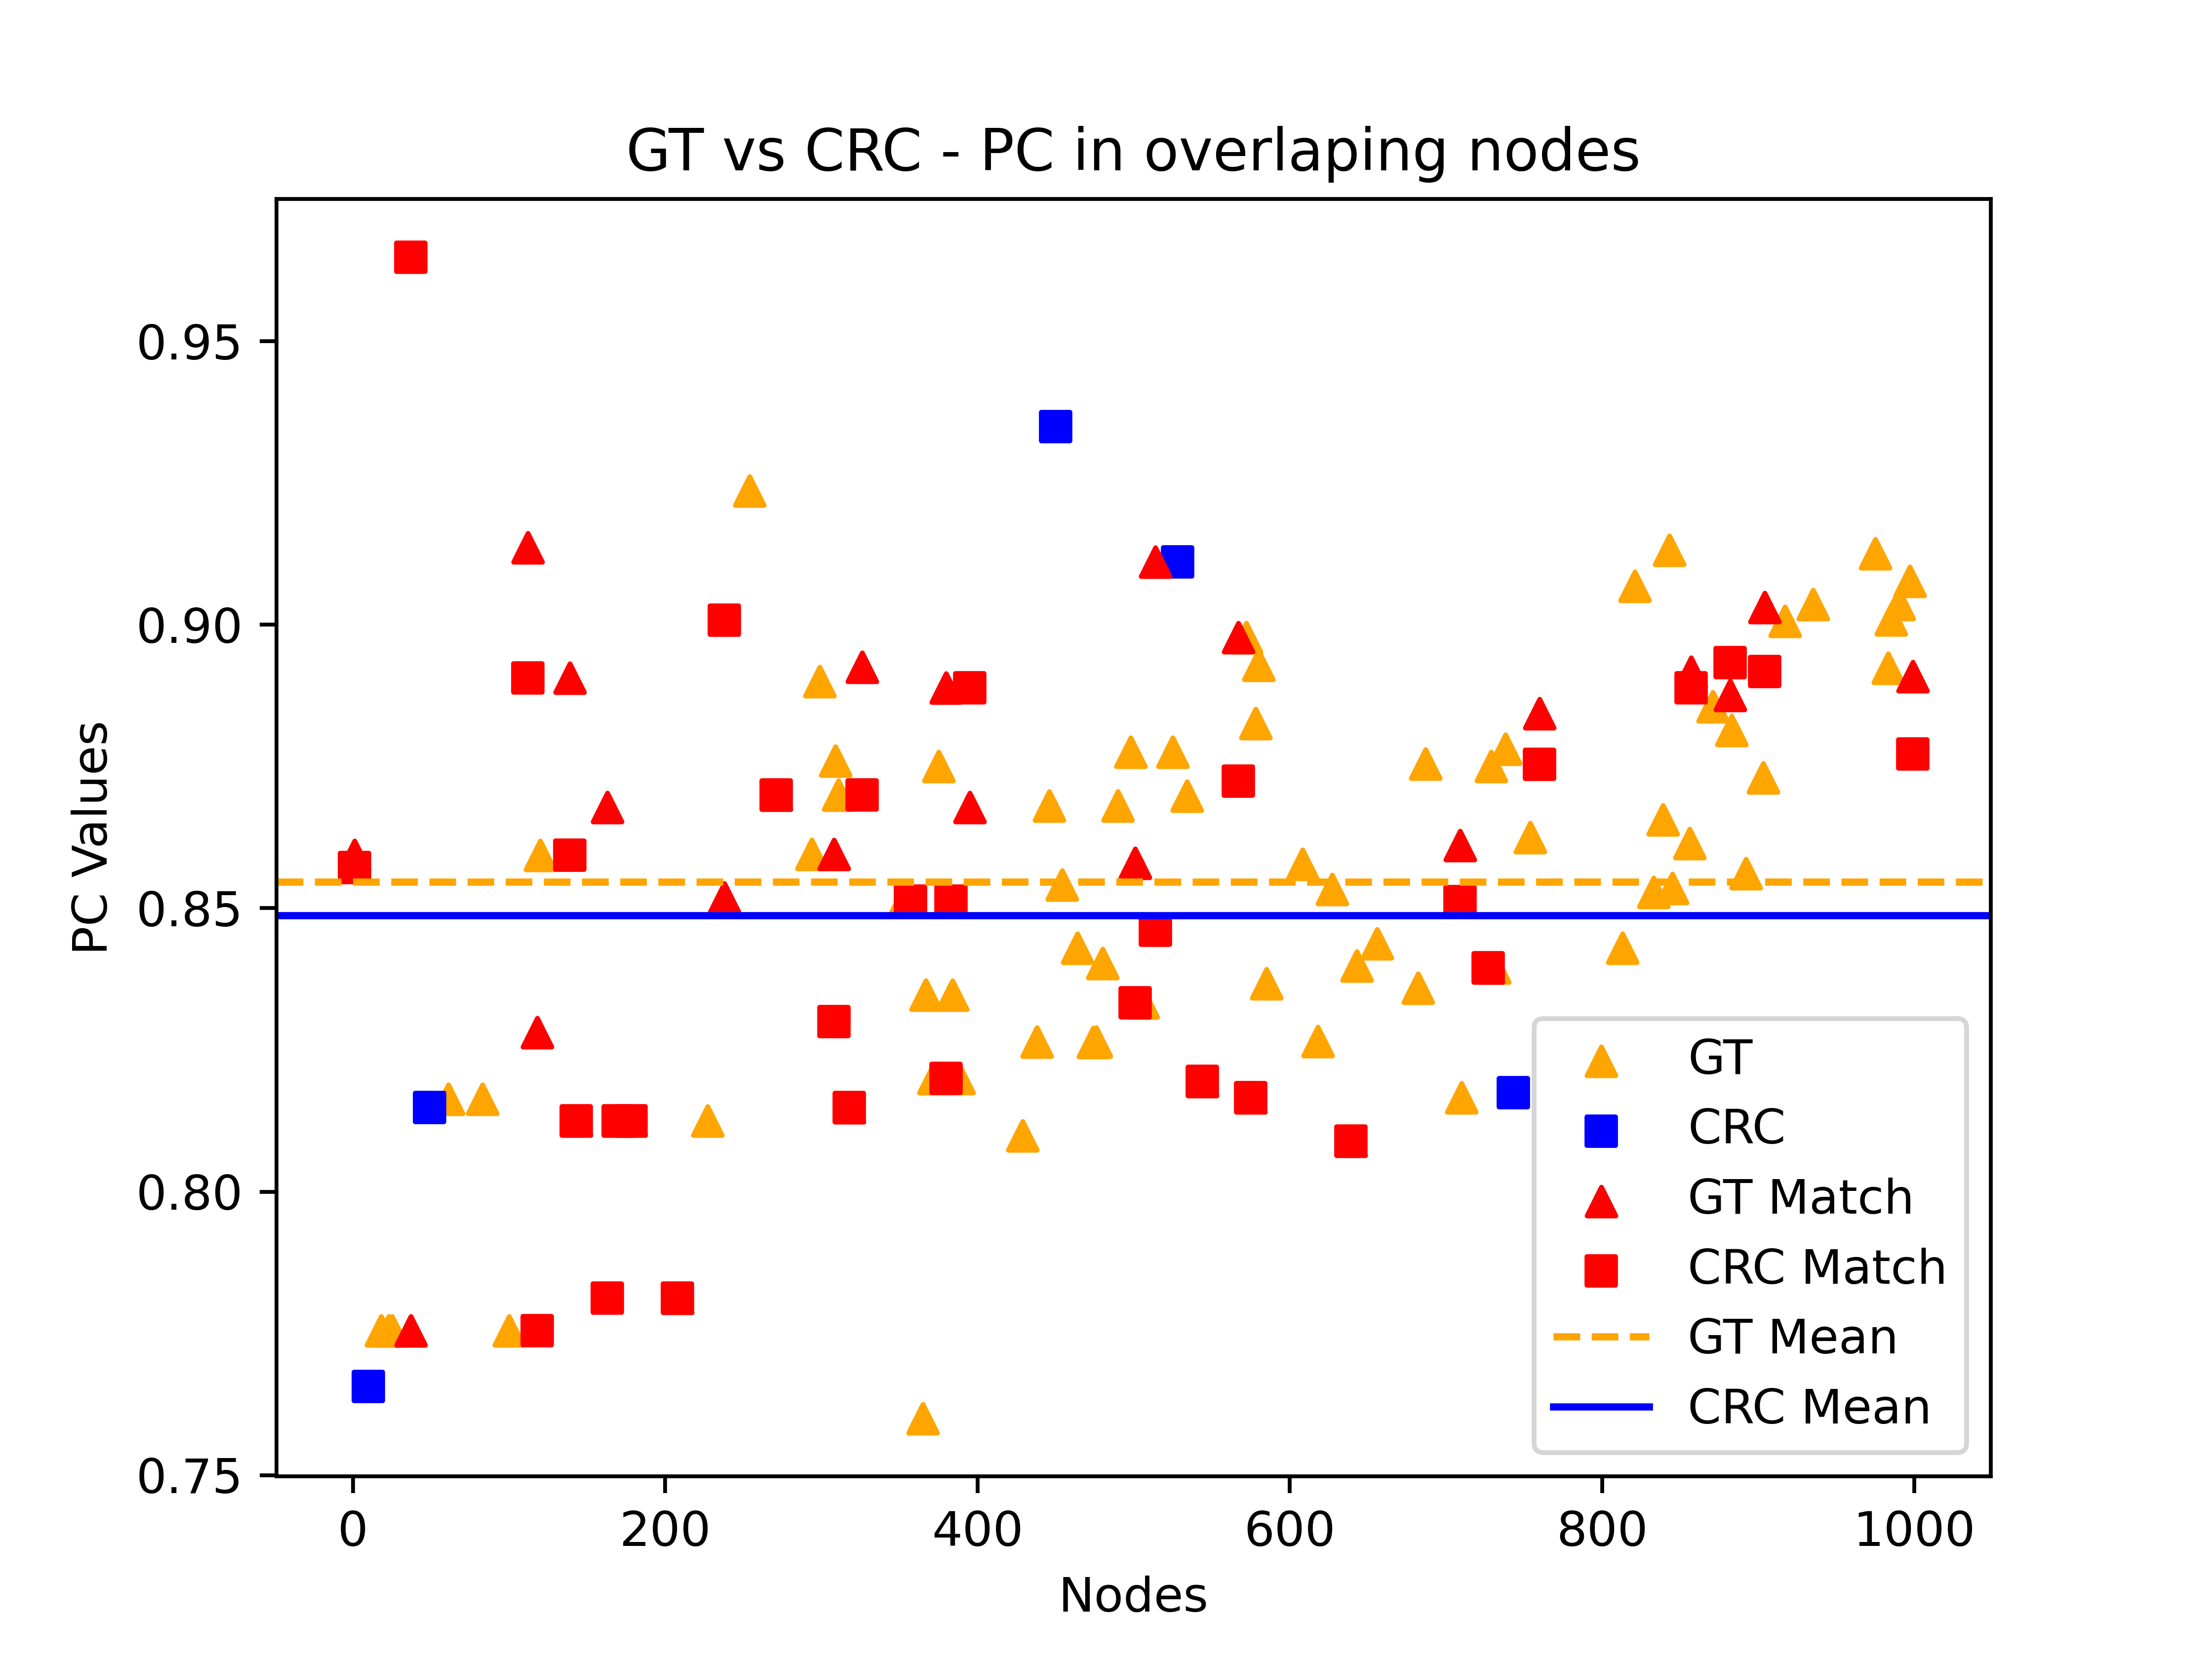 GT vs CRC - PC in overlaping nodes
PC Values
0.95
0.90
0.85
0.80
0.75
0
200
400
600
800
1000
Nodes
GT
CRC
GT Match
CRC Match
GT Mean
CRC Mean